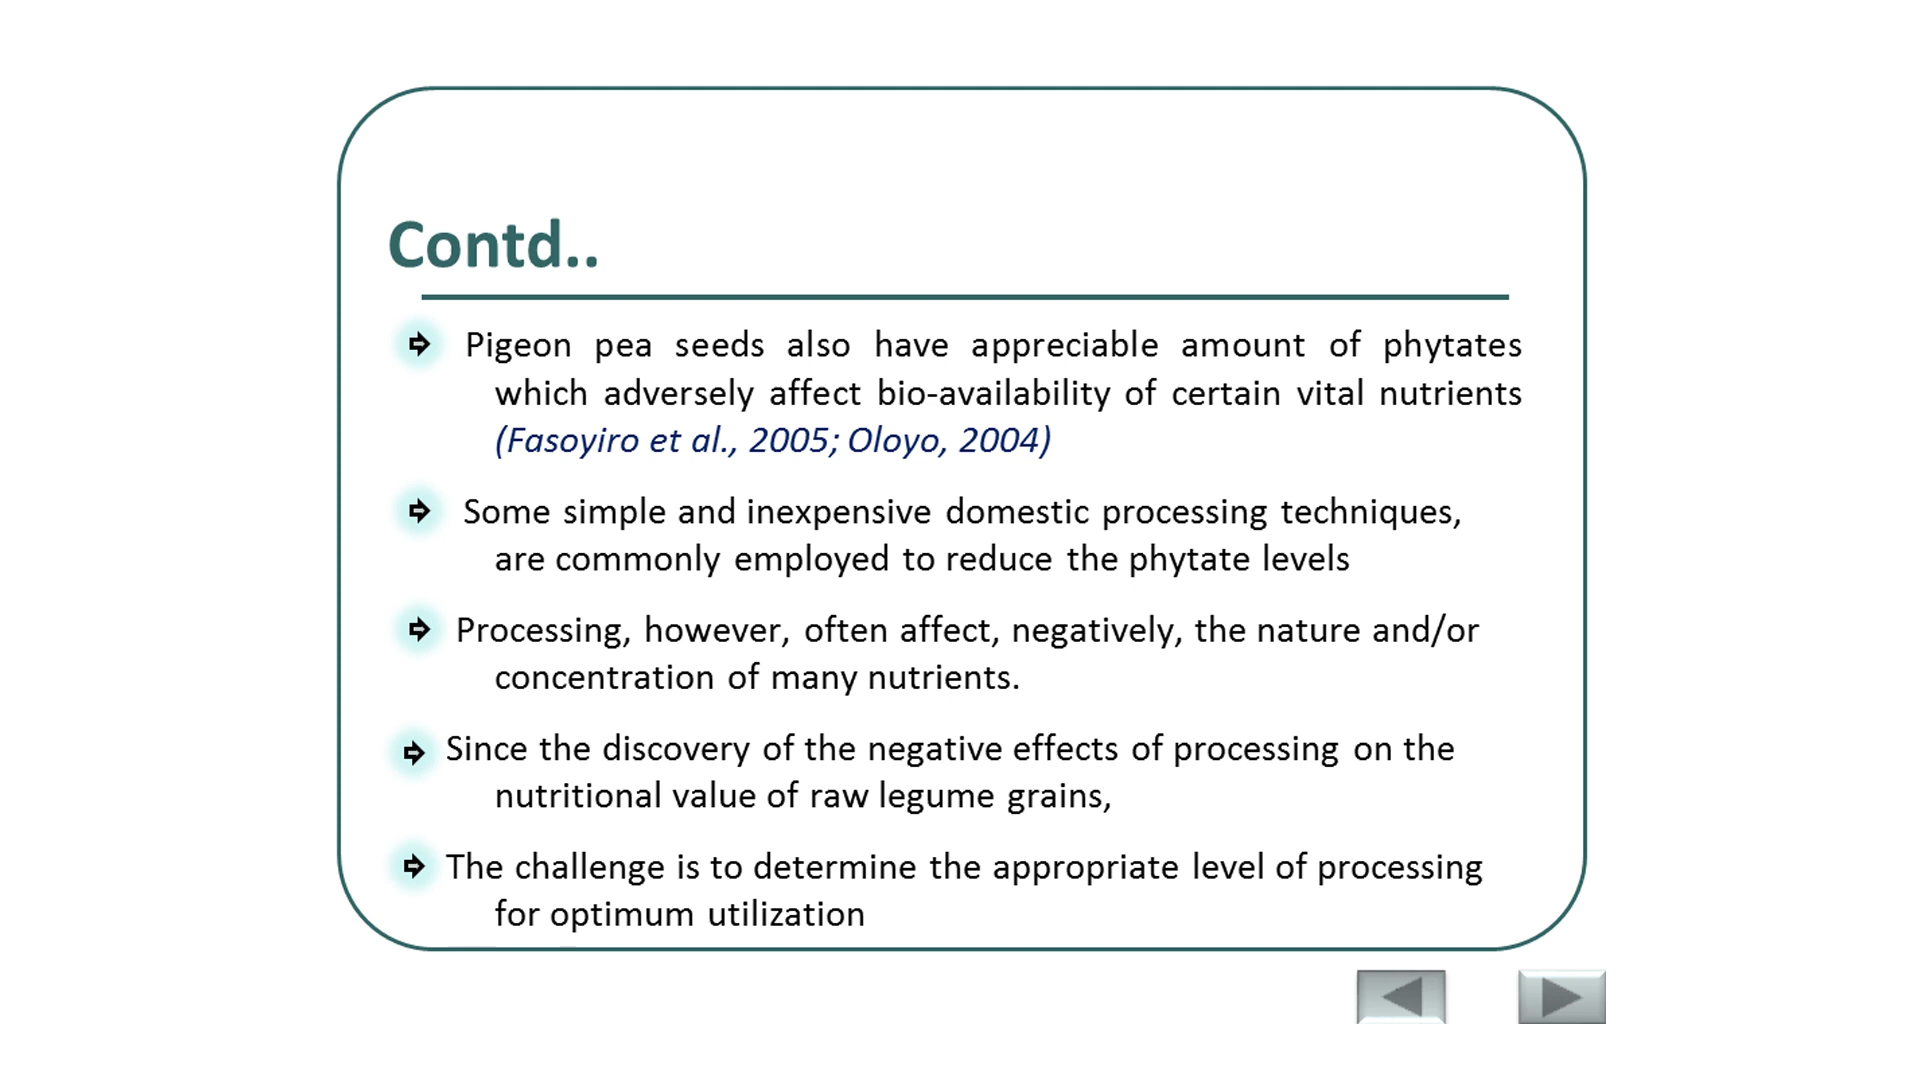 Contd..
Pigeon pea seeds also have appreciable amount of phytates
which adversely affect bio-availability of certain vital nutrients
(Fasoyiro et al., 2005; Oloyo, 2004)
Some simple and inexpensive domestic processing techniques,
are commonly employed to reduce the phytate levels
Processing, however, often affect, negatively, the nature and/or
concentration of many nutrients.
Since the discovery of the negative effects of processing on the
nutritional value of raw legume grains,
The challenge is to determine the appropriate level of processing
for optimum utilization